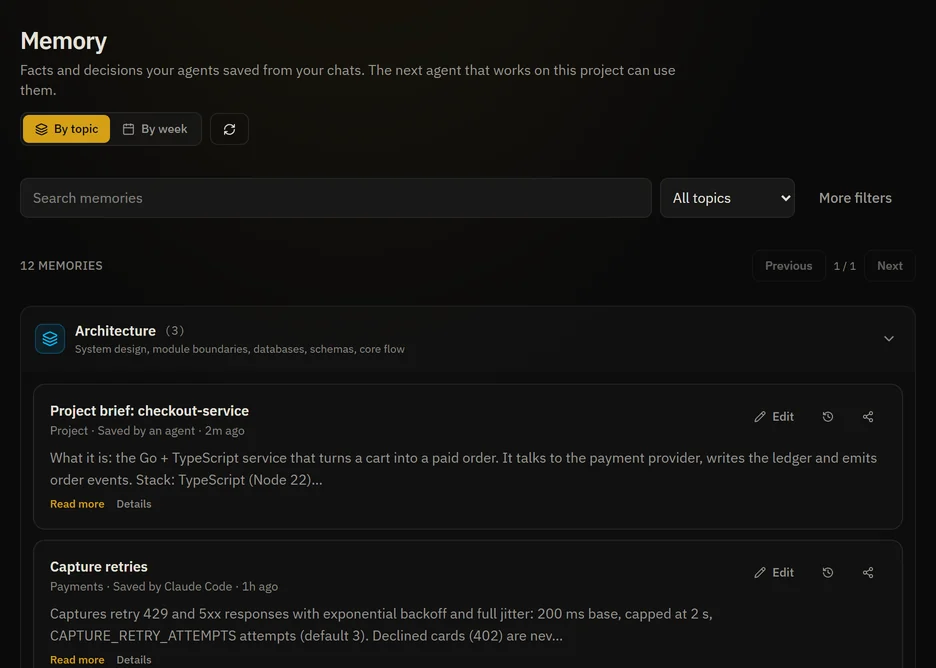 Memory
Facts and decisions your agents saved from your chats. The next agent that works on this project can use
them.
By topic
By week
Search memories
All topics
More filters
12 MEMORIES
Previous
1 / 1
Next
Architecture (3)
System design, module boundaries, databases, schemas, core flow
Project brief: checkout-service
Edit
Project · Saved by an agent · 2m ago
What it is: the Go + TypeScript service that turns a cart into a paid order. It talks to the payment provider, writes the ledger and emits
order events. Stack: TypeScript (Node 22)...
Read more
Details
Capture retries
Edit
Payments · Saved by Claude Code · 1h ago
Captures retry 429 and 5xx responses with exponential backoff and full jitter: 200 ms base, capped at 2 s,
CAPTURE_RETRY_ATTEMPTS attempts (default 3). Declined cards (402) are nev...
Read more
Details